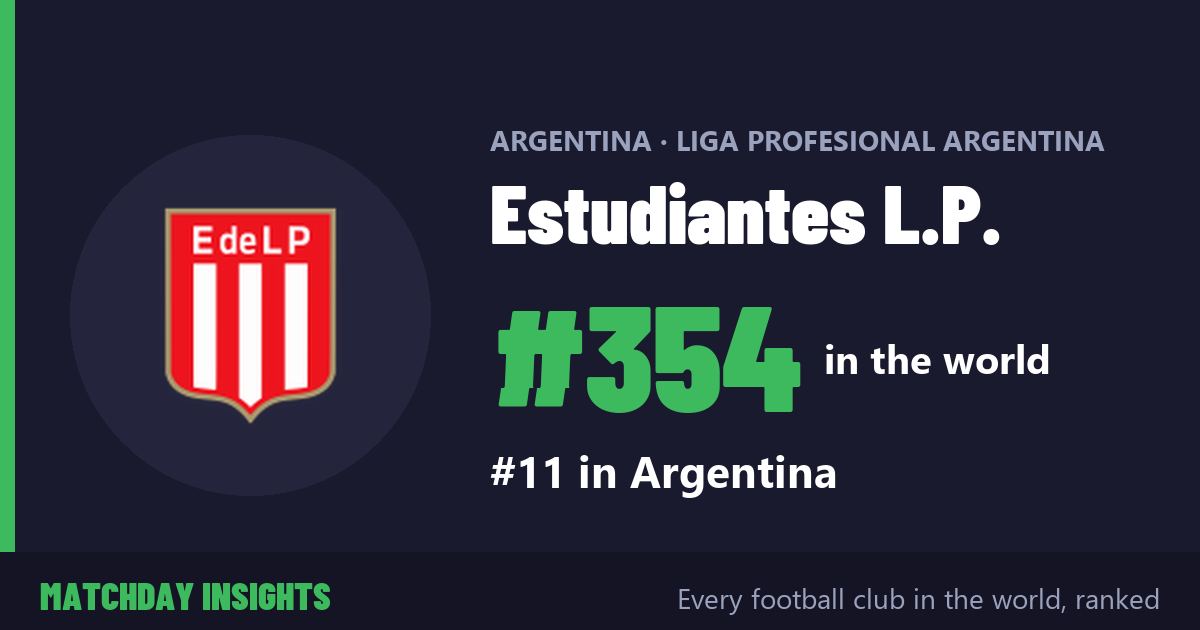 E de L P
ARGENTINA · LIGA PROFESIONAL ARGENTINA
Estudiantes L.P.
#354 in the world
#11 in Argentina
MATCHDAY INSIGHTS
Every football club in the world, ranked